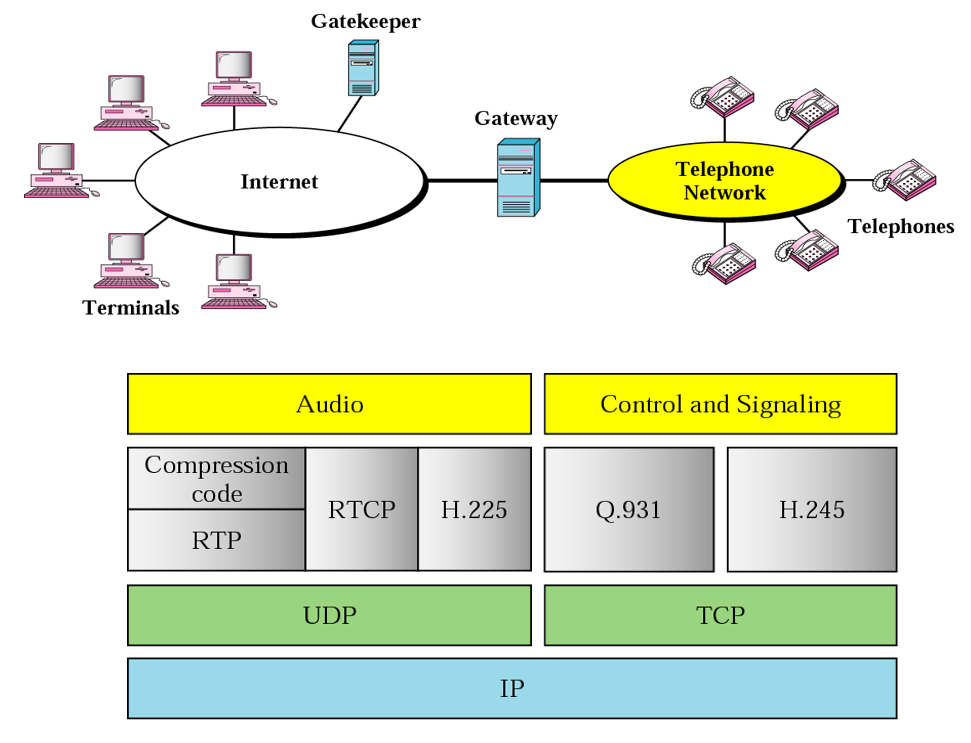 Gatekeeper
Gateway
Internet
Telephone
Network
Telephones
Terminals
Audio
Control and Signaling
Compression
code
RTP
RTCP
H.225
Q.931
H.245
UDP
TCP
IP